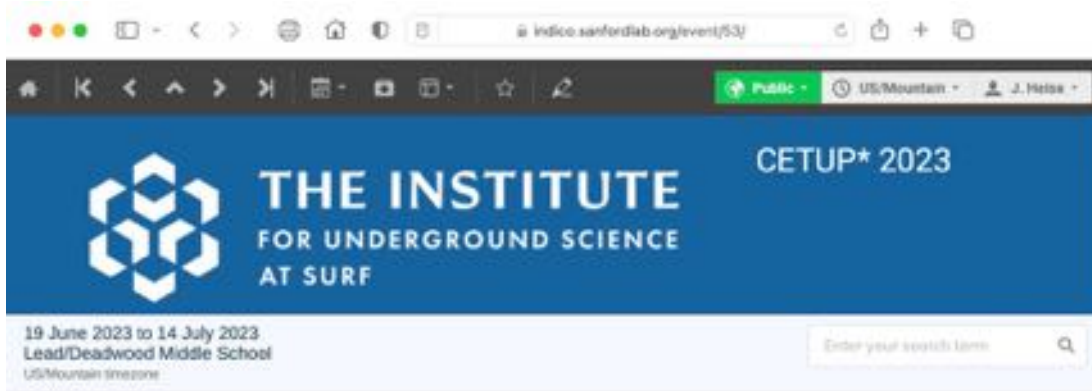 indico.sanfordlab.org/event/53/
Public
US/Mountain
J. Heise
CETUP* 2023
THE INSTITUTE
FOR UNDERGROUND SCIENCE
AT SURF
19 June 2023 to 14 July 2023
Lead/Deadwood Middle School
US/Mountain timezone
Enter your search term